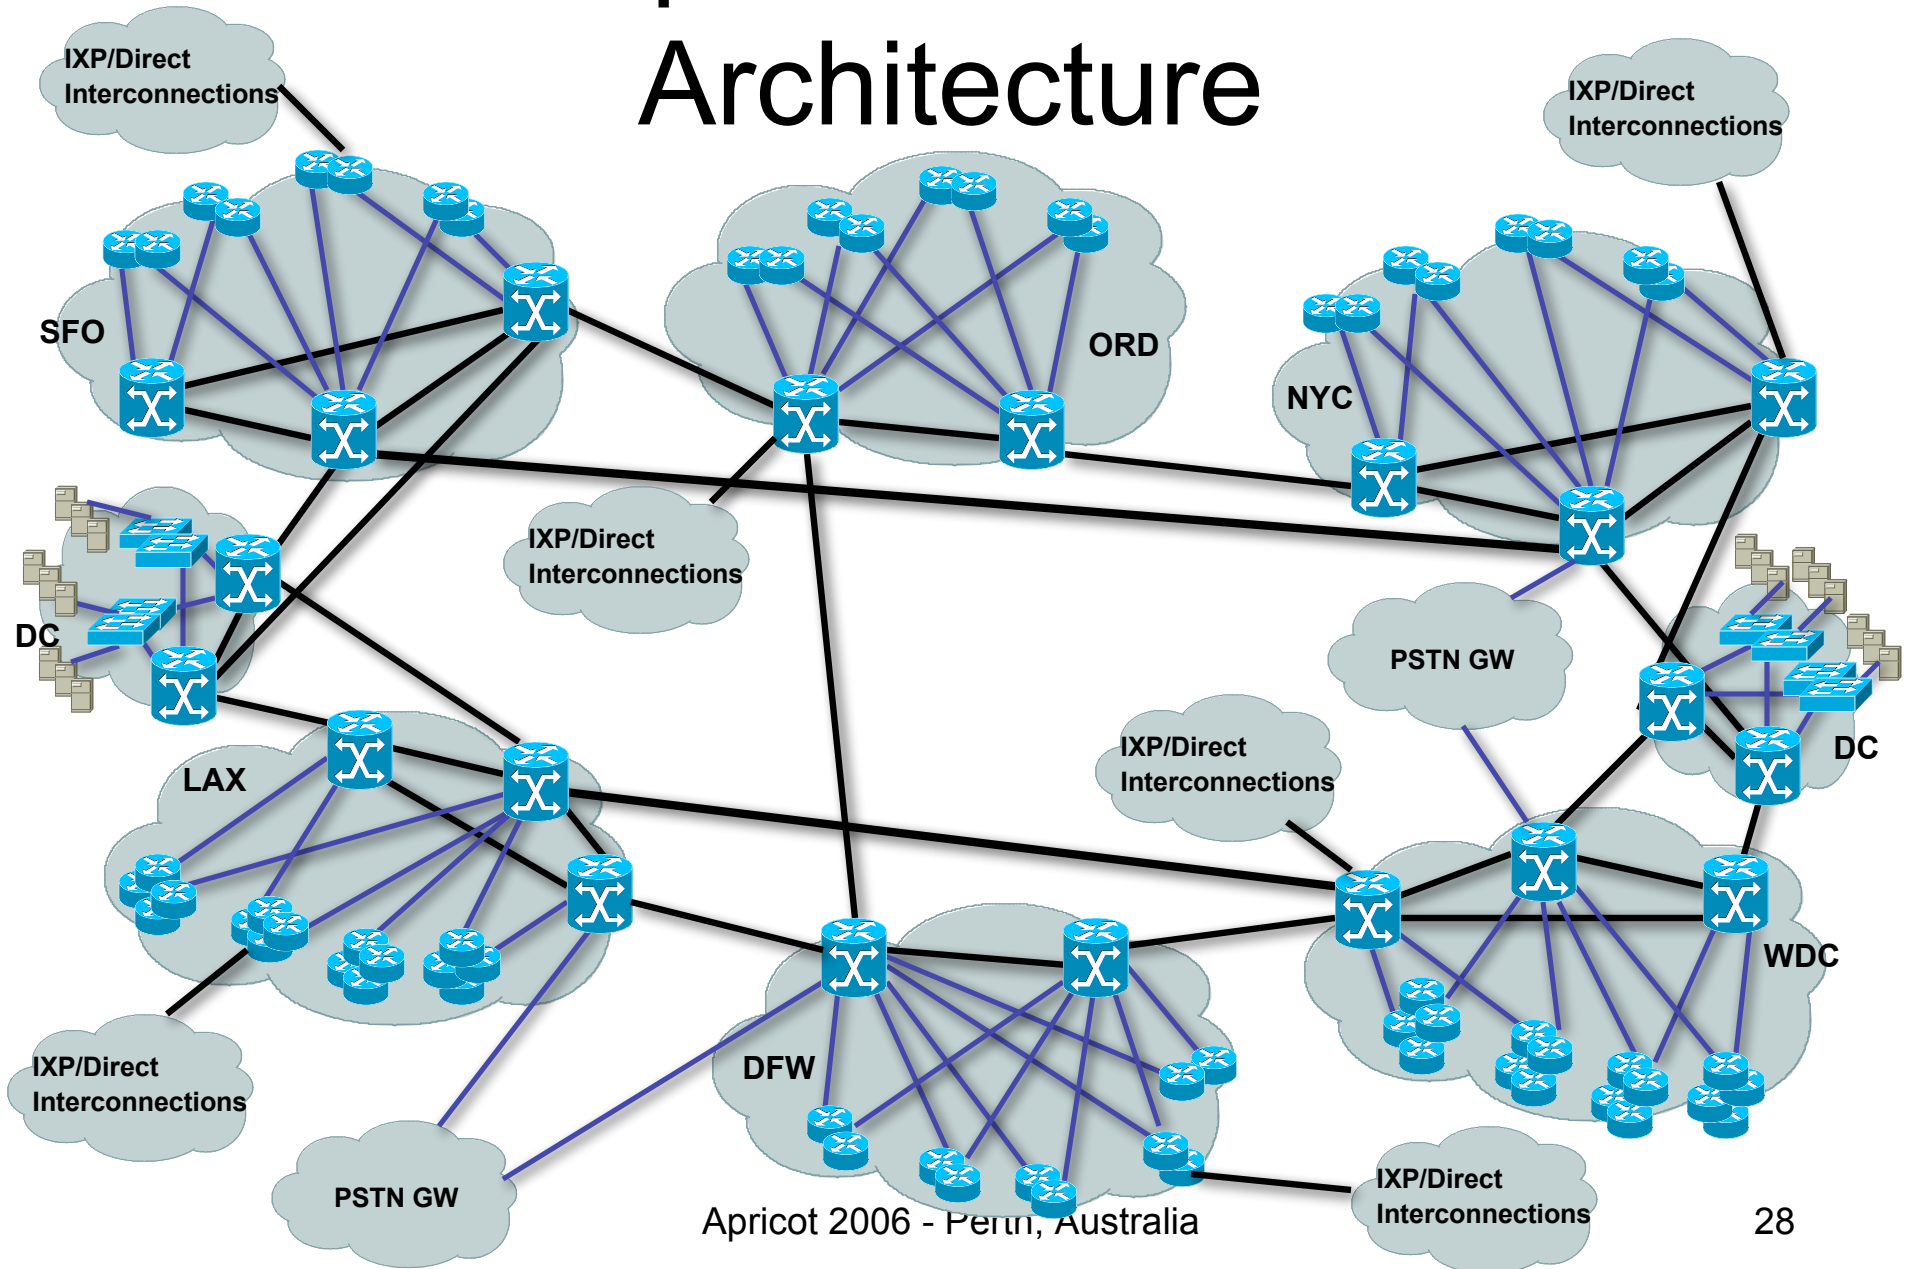 Architecture
IXP/Direct
Interconnections
IXP/Direct
Interconnections
SFO
ORD
NYC
IXP/Direct
Interconnections
DC
PSTN GW
IXP/Direct
Interconnections
DC
LAX
WDC
IXP/Direct
Interconnections
DFW
PSTN GW
IXP/Direct
Interconnections
Apricot 2006 - Perth, Australia
28